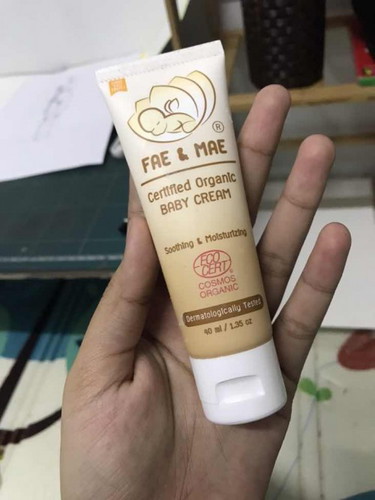 ®
FAE & MAE
Certified Organic
BABY CREAM
Soothing & Moisturizing
ECO
CERT
COSMOS
ORGANIC
Dermatologically Tested
40 ml / 1.35 oz